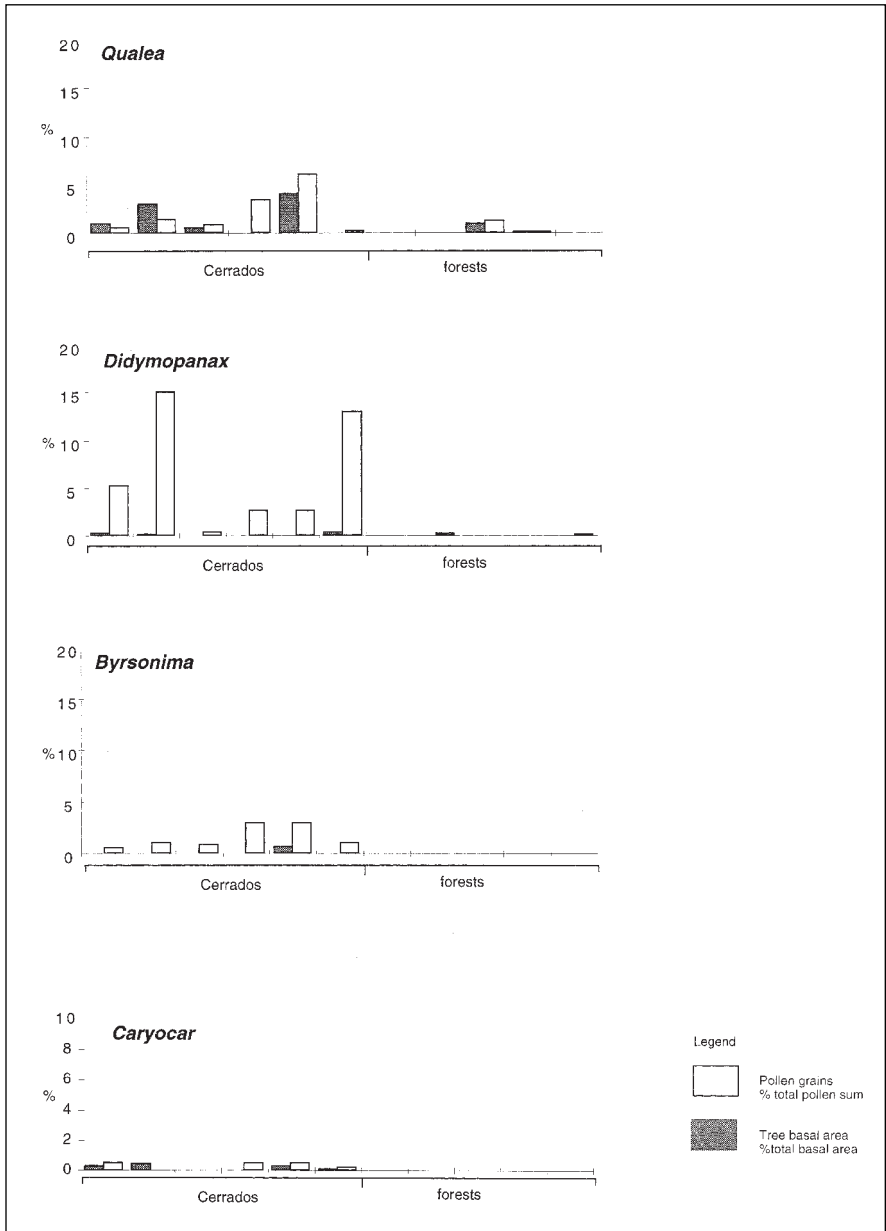 Qualea
20
15
%
10
5
0
Cerrados
forests
Didymopanax
20
15
% 10
5
0
Cerrados
forests
Byrsonima
20
15
%10
5
0
Cerrados
forests
Caryocar
10
8
6
%
4
2
0
Cerrados
forests
Legend
Pollen grains
% total pollen sum
Tree basal area
%total basal area